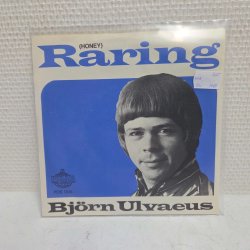 (HONEY)
Raring
Björn Ulvaeus